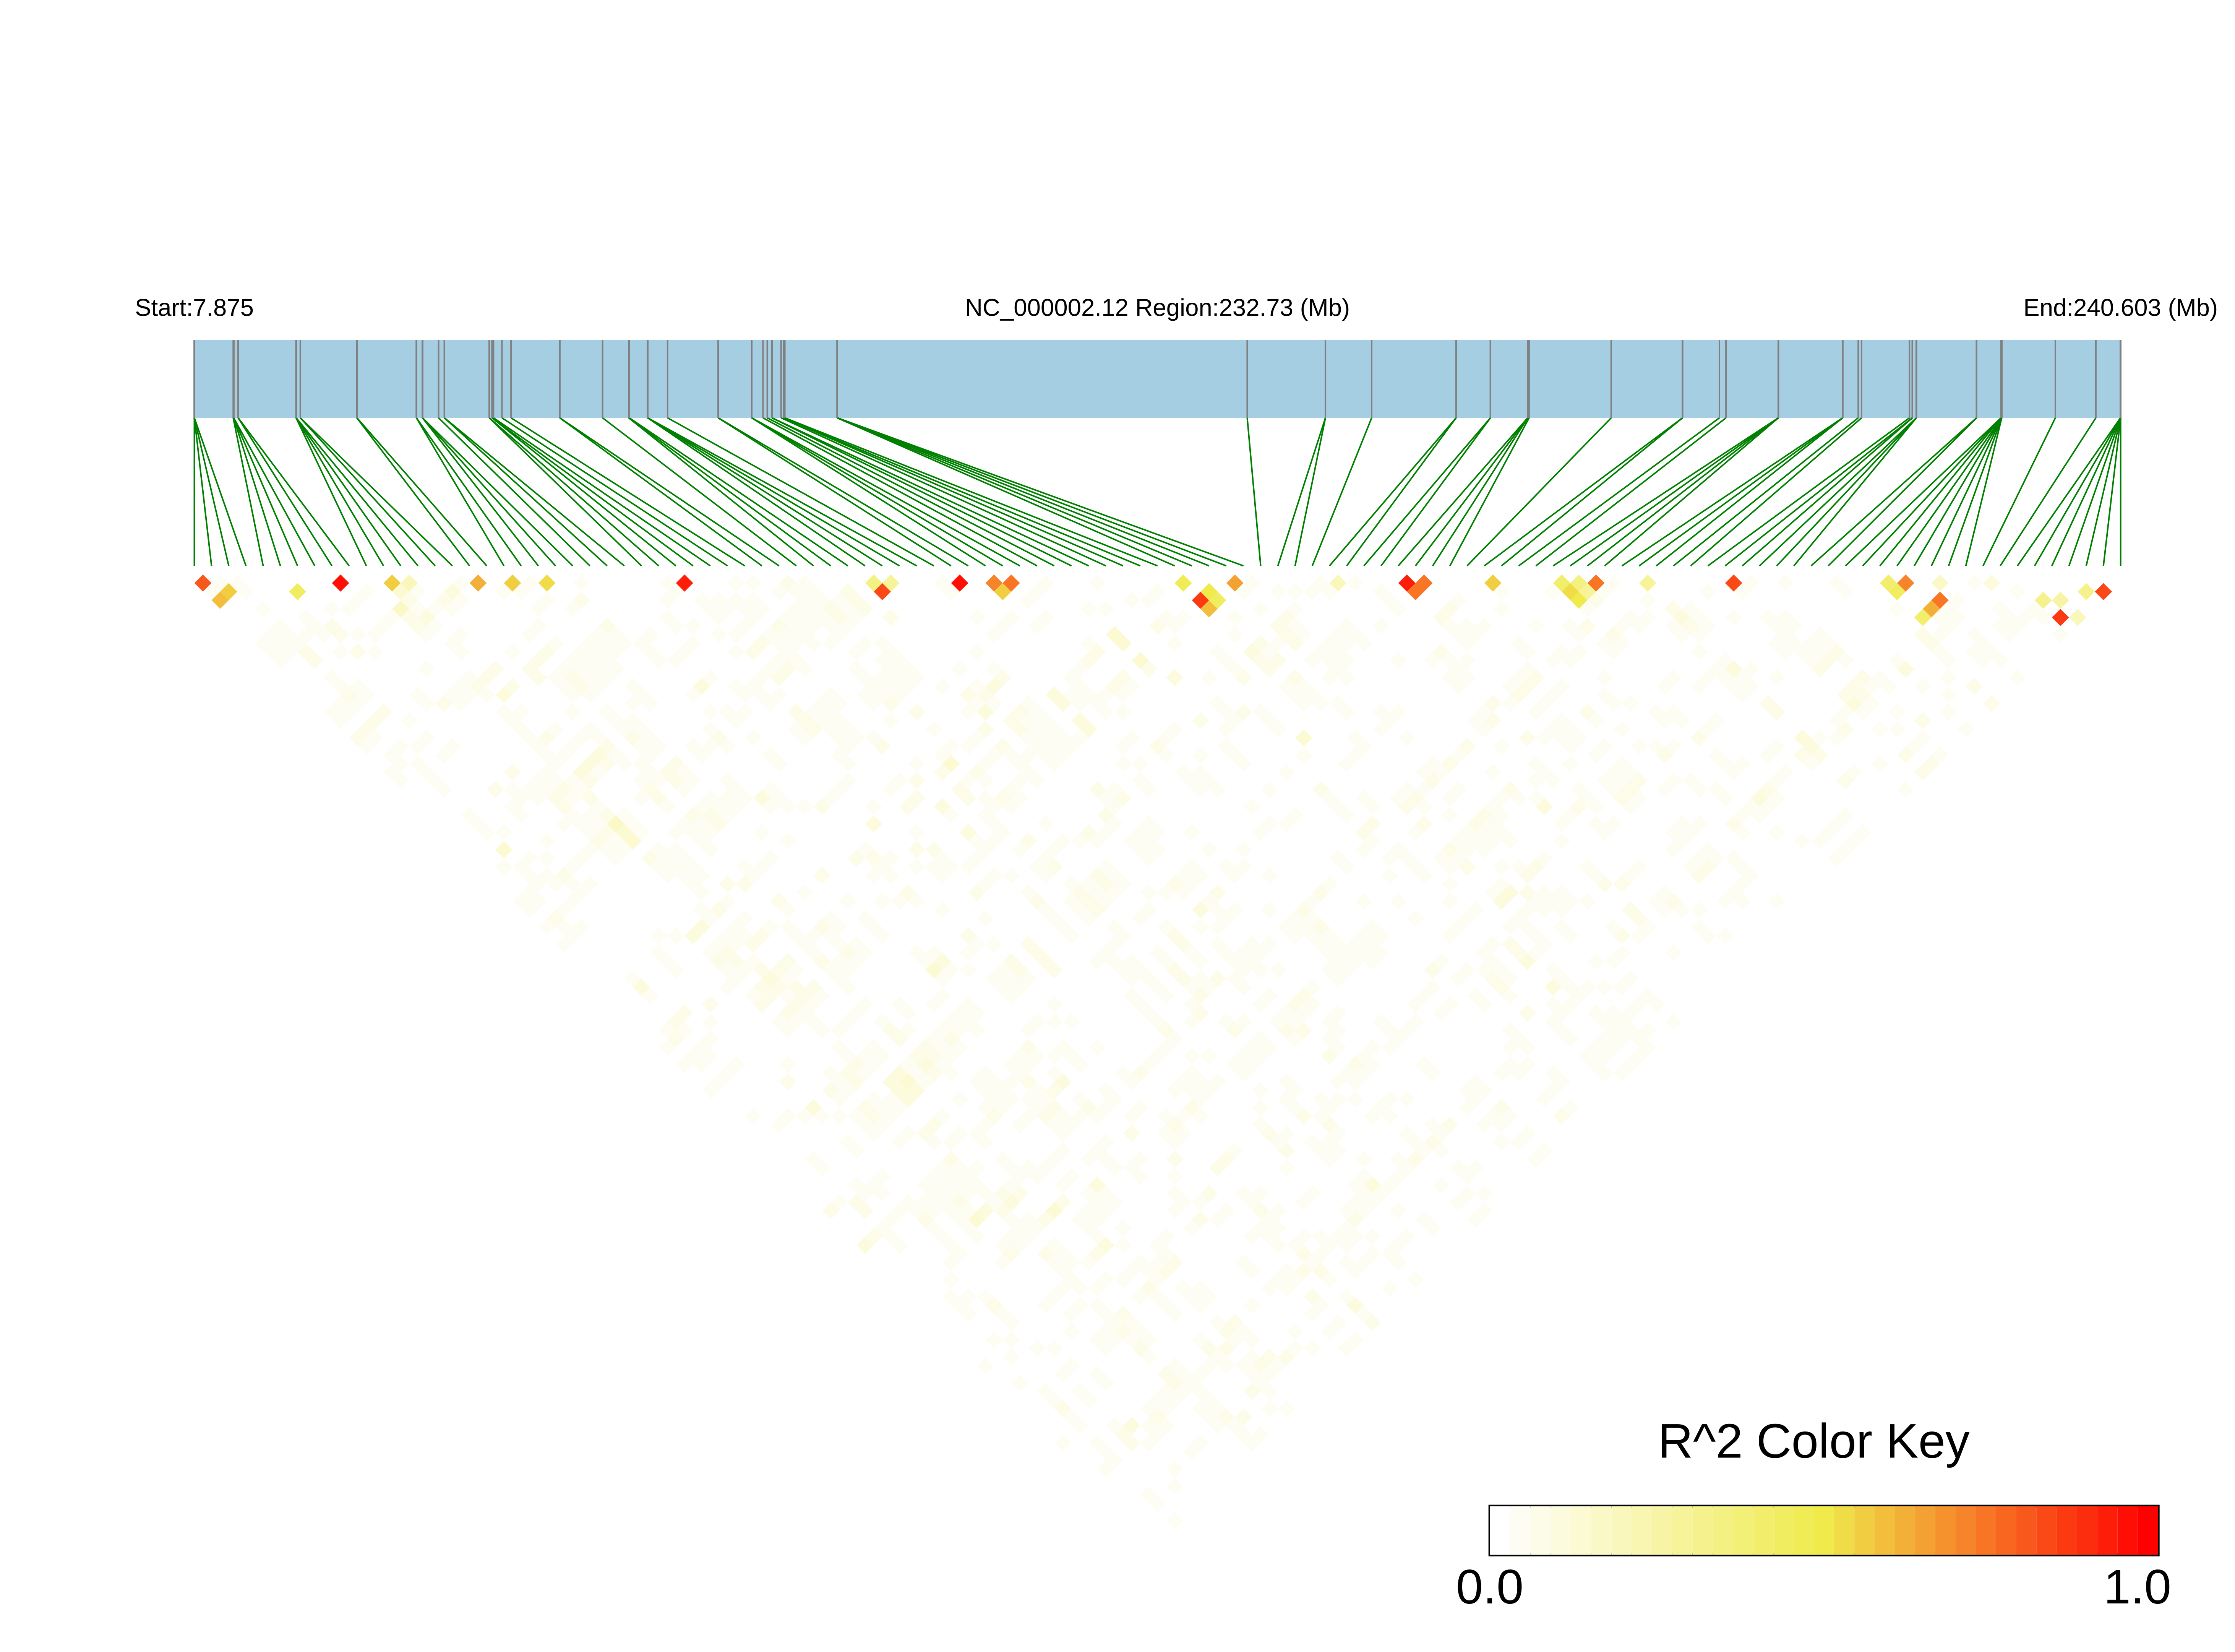 Start:7.875 NC_000002.12 Region:232.73 (Mb) End:240.603 (Mb)
R^2 Color Key
0.0 1.0